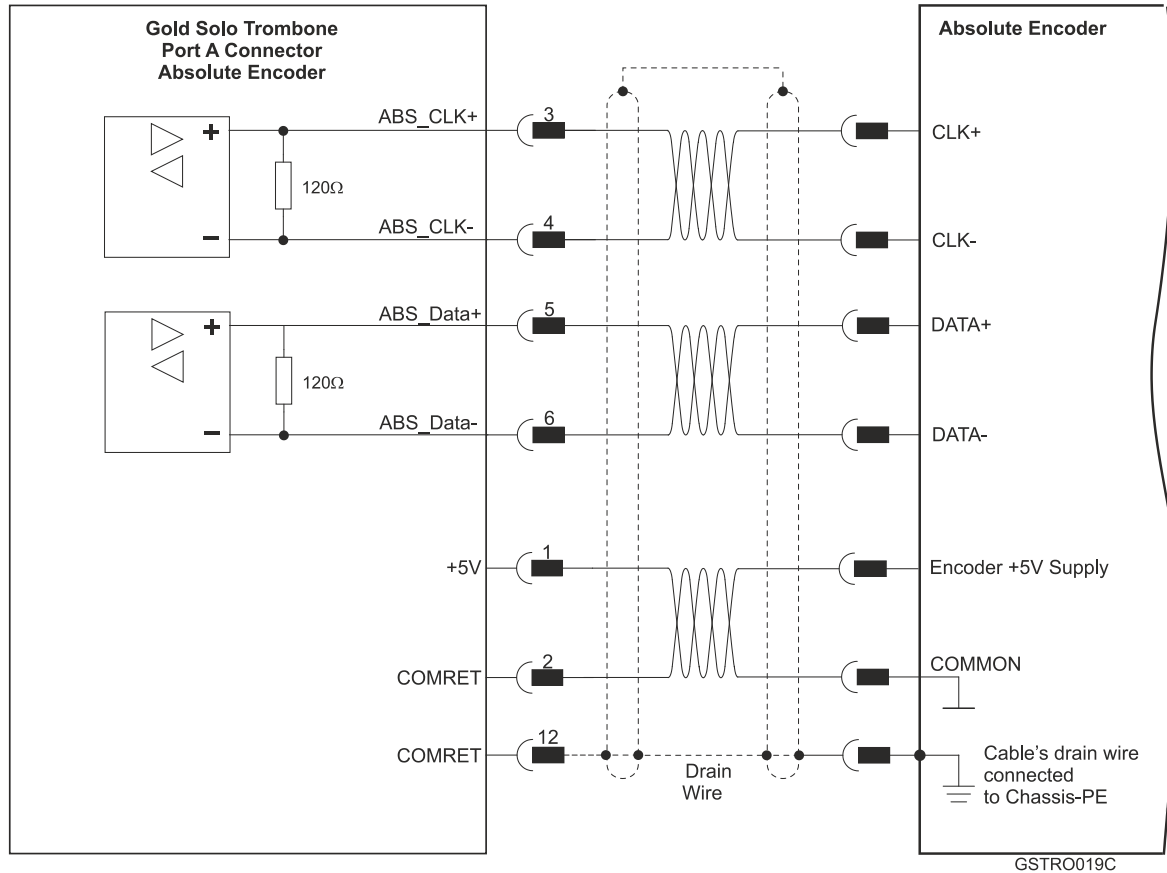 Gold Solo Trombone
Port A Connector
Absolute Encoder
Absolute Encoder
ABS_CLK+
3
CLK+
120Ω
ABS_CLK-
4
CLK-
ABS_Data+
5
DATA+
120Ω
ABS_Data-
6
DATA-
+5V
1
Encoder +5V Supply
COMRET
2
COMMON
COMRET
12
Drain
Wire
Cable's drain wire
connected
to Chassis-PE
GSTRO019C